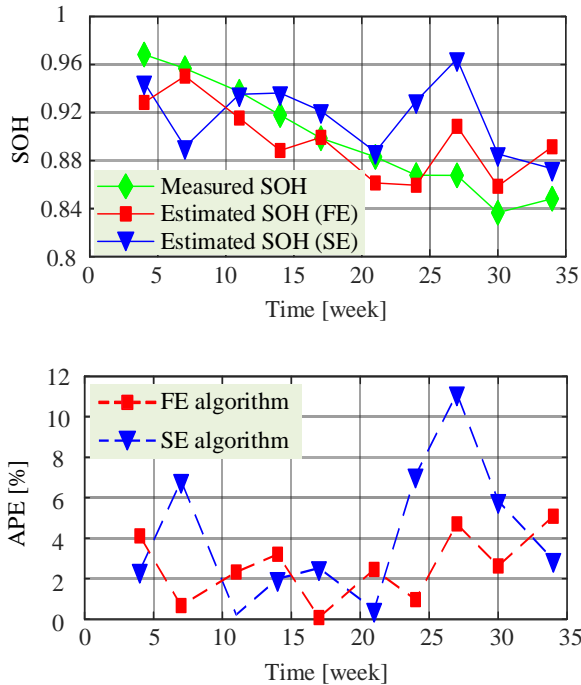 1
0.96
0.92
0.88
0.84
0.8
SOH
Measured SOH
Estimated SOH (FE)
Estimated SOH (SE)
0 5 10 15 20 25 30 35
Time [week]
12
10
8
6
4
2
0
APE [%]
FE algorithm
SE algorithm
0 5 10 15 20 25 30 35
Time [week]